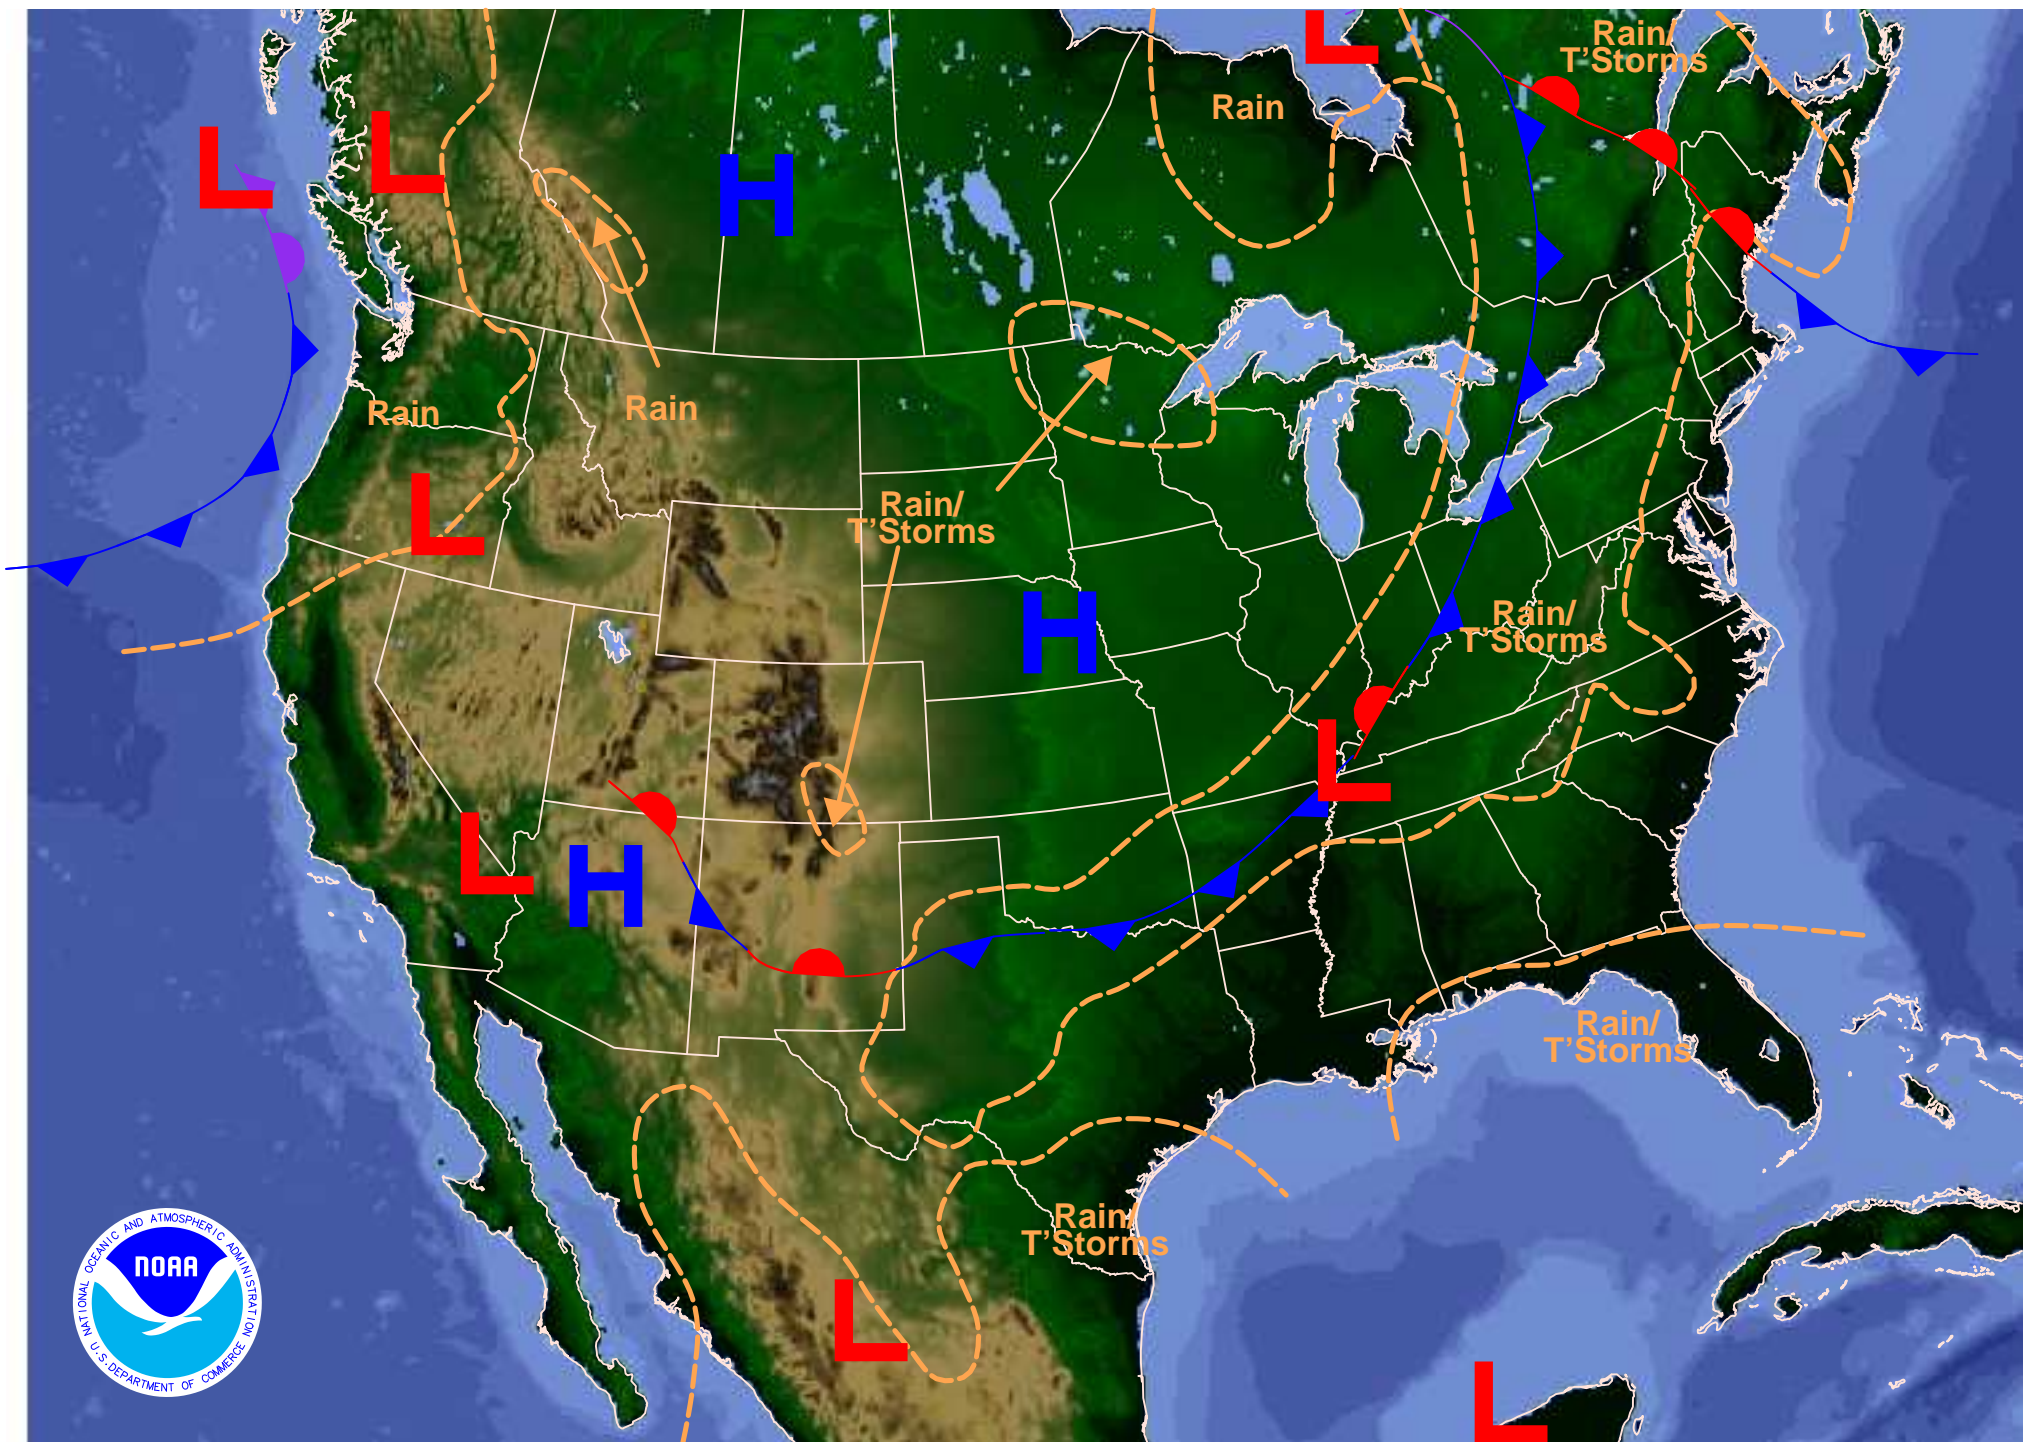 L
Rain/
T'Storms
L
L
Rain
H
Rain
Rain
L
Rain/
T'Storms
H
Rain/
T'Storms
L
L
H
Rain/
T'Storms
Rain/
T'Storms
L
L
NATIONAL OCEANIC AND ATMOSPHERIC ADMINISTRATION
NOAA
U.S. DEPARTMENT OF COMMERCE